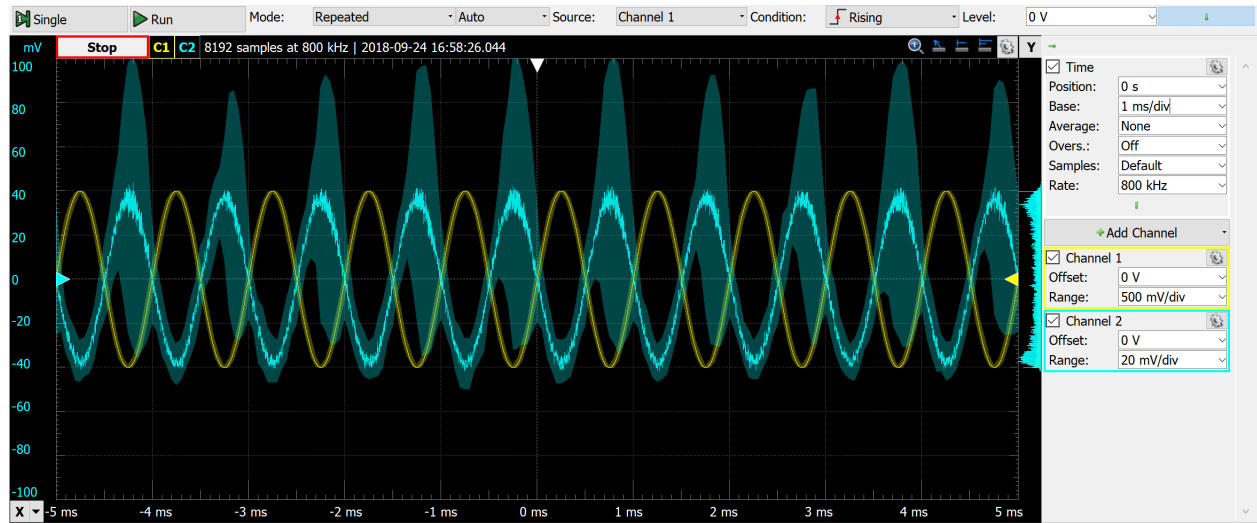 Single Run Mode: Repeated Auto Source: Channel 1 Condition: Rising Level: 0 V
mV Stop C1 C2 8192 samples at 800 kHz | 2018-09-24 16:58:26.044 Y
100
80
60
40
20
0
-20
-40
-60
-80
-100
X -5 ms -4 ms -3 ms -2 ms -1 ms 0 ms 1 ms 2 ms 3 ms 4 ms 5 ms
Time
Position: 0 s
Base: 1 ms/div
Average: None
Overs.: Off
Samples: Default
Rate: 800 kHz
Add Channel
Channel 1
Offset: 0 V
Range: 500 mV/div
Channel 2
Offset: 0 V
Range: 20 mV/div